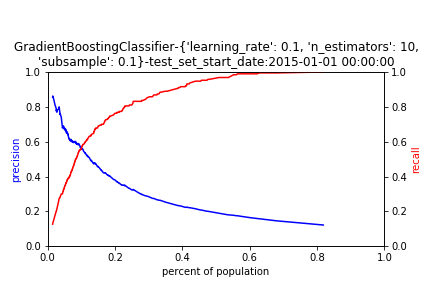 GradientBoostingClassifier-{'learning_rate': 0.1, 'n_estimators': 10,
'subsample': 0.1}-test_set_start_date:2015-01-01 00:00:00
1.0
0.8
0.6
0.4
0.2
0.0
precision
1.0
0.8
0.6
0.4
0.2
0.0
recall
0.0 0.2 0.4 0.6 0.8 1.0
percent of population